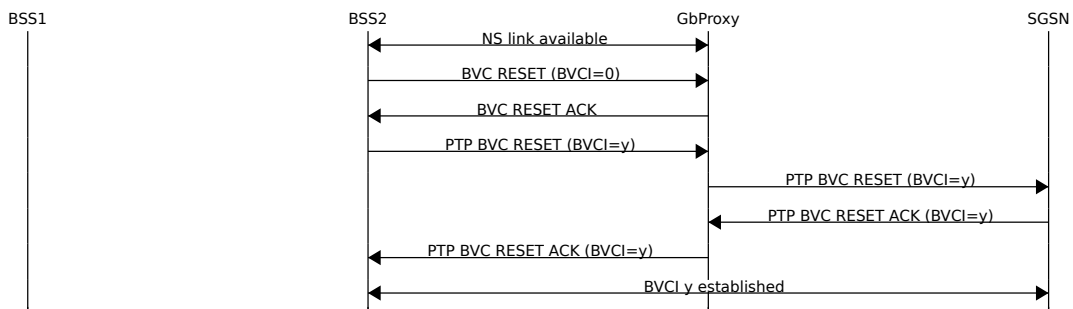 BSS1 BSS2 GbProxy SGSN
NS link available
BVC RESET (BVCI=0)
BVC RESET ACK
PTP BVC RESET (BVCI=y)
PTP BVC RESET (BVCI=y)
PTP BVC RESET ACK (BVCI=y)
PTP BVC RESET ACK (BVCI=y)
BVCI y established